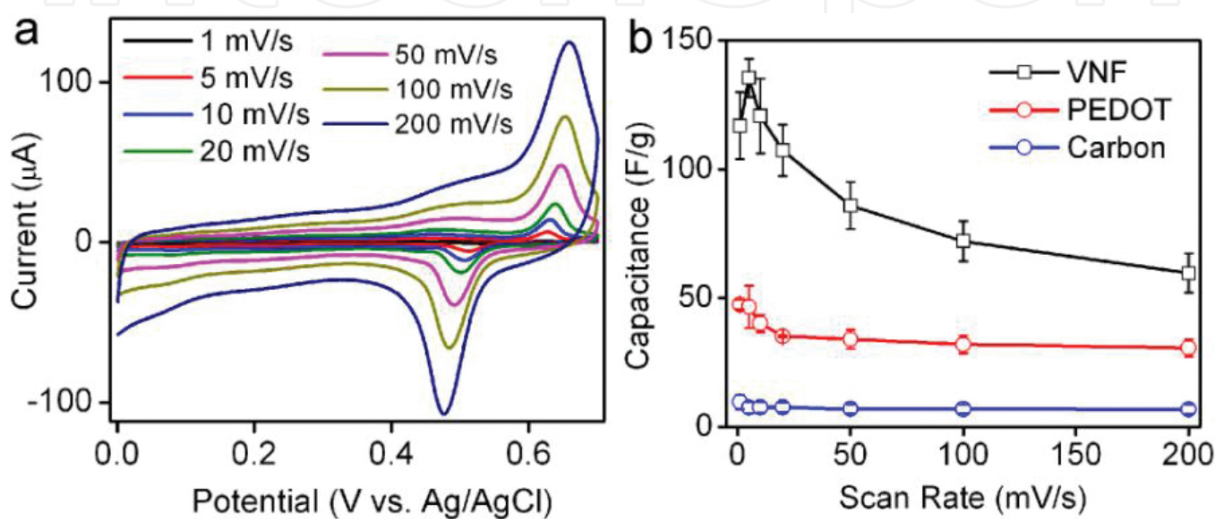 a
1 mV/s
5 mV/s
10 mV/s
20 mV/s
50 mV/s
100 mV/s
200 mV/s
100
0
-100
Current (μA)
0.0 0.2 0.4 0.6
Potential (V vs. Ag/AgCl)
b
VNF
PEDOT
Carbon
150
100
50
0
Capacitance (F/g)
0 50 100 150 200
Scan Rate (mV/s)